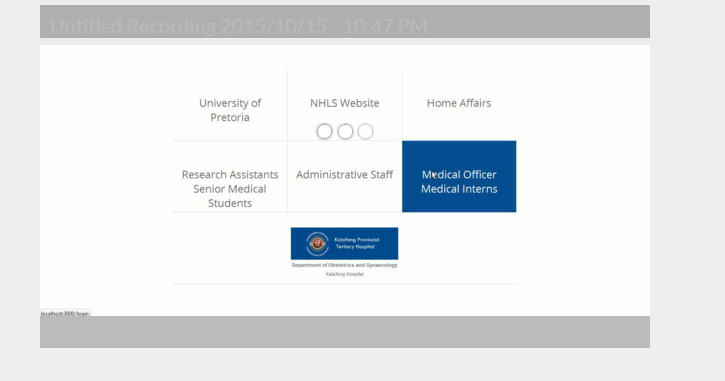 Untitled Recording 2015/10/15 - 10:47 PM
University of
Pretoria
NHLS Website
Home Affairs
Research Assistants
Senior Medical
Students
Administrative Staff
Medical Officer
Medical Interns
Kalafong Provincial
Tertiary Hospital
Department of Obstetrics and Gynaecology
Kalafong Hospital
localhost:3000/login